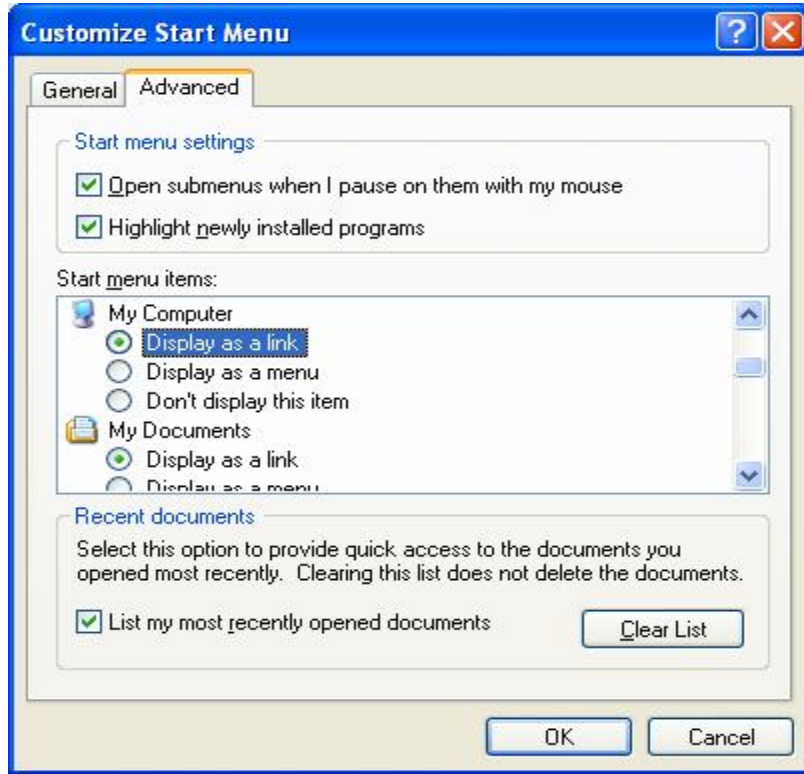 Customize Start Menu
General Advanced
Start menu settings
Open submenus when I pause on them with my mouse
Highlight newly installed programs
Start menu items:
My Computer
Display as a link
Display as a menu
Don't display this item
My Documents
Display as a link
Display as a menu
Recent documents
Select this option to provide quick access to the documents you
opened most recently.  Clearing this list does not delete the documents.
List my most recently opened documents
Clear List
OK Cancel